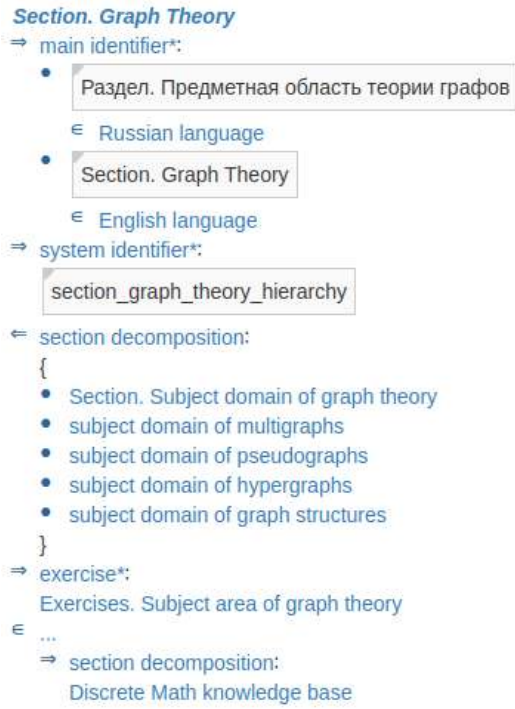 Section. Graph Theory
⇒ main identifier*:
• Раздел. Предметная область теории графов
∈ Russian language
• Section. Graph Theory
∈ English language
⇒ system identifier*:
section_graph_theory_hierarchy
⇐ section decomposition:
{
• Section. Subject domain of graph theory
• subject domain of multigraphs
• subject domain of pseudographs
• subject domain of hypergraphs
• subject domain of graph structures
}
⇒ exercise*:
Exercises. Subject area of graph theory
∈ ...
⇒ section decomposition:
Discrete Math knowledge base